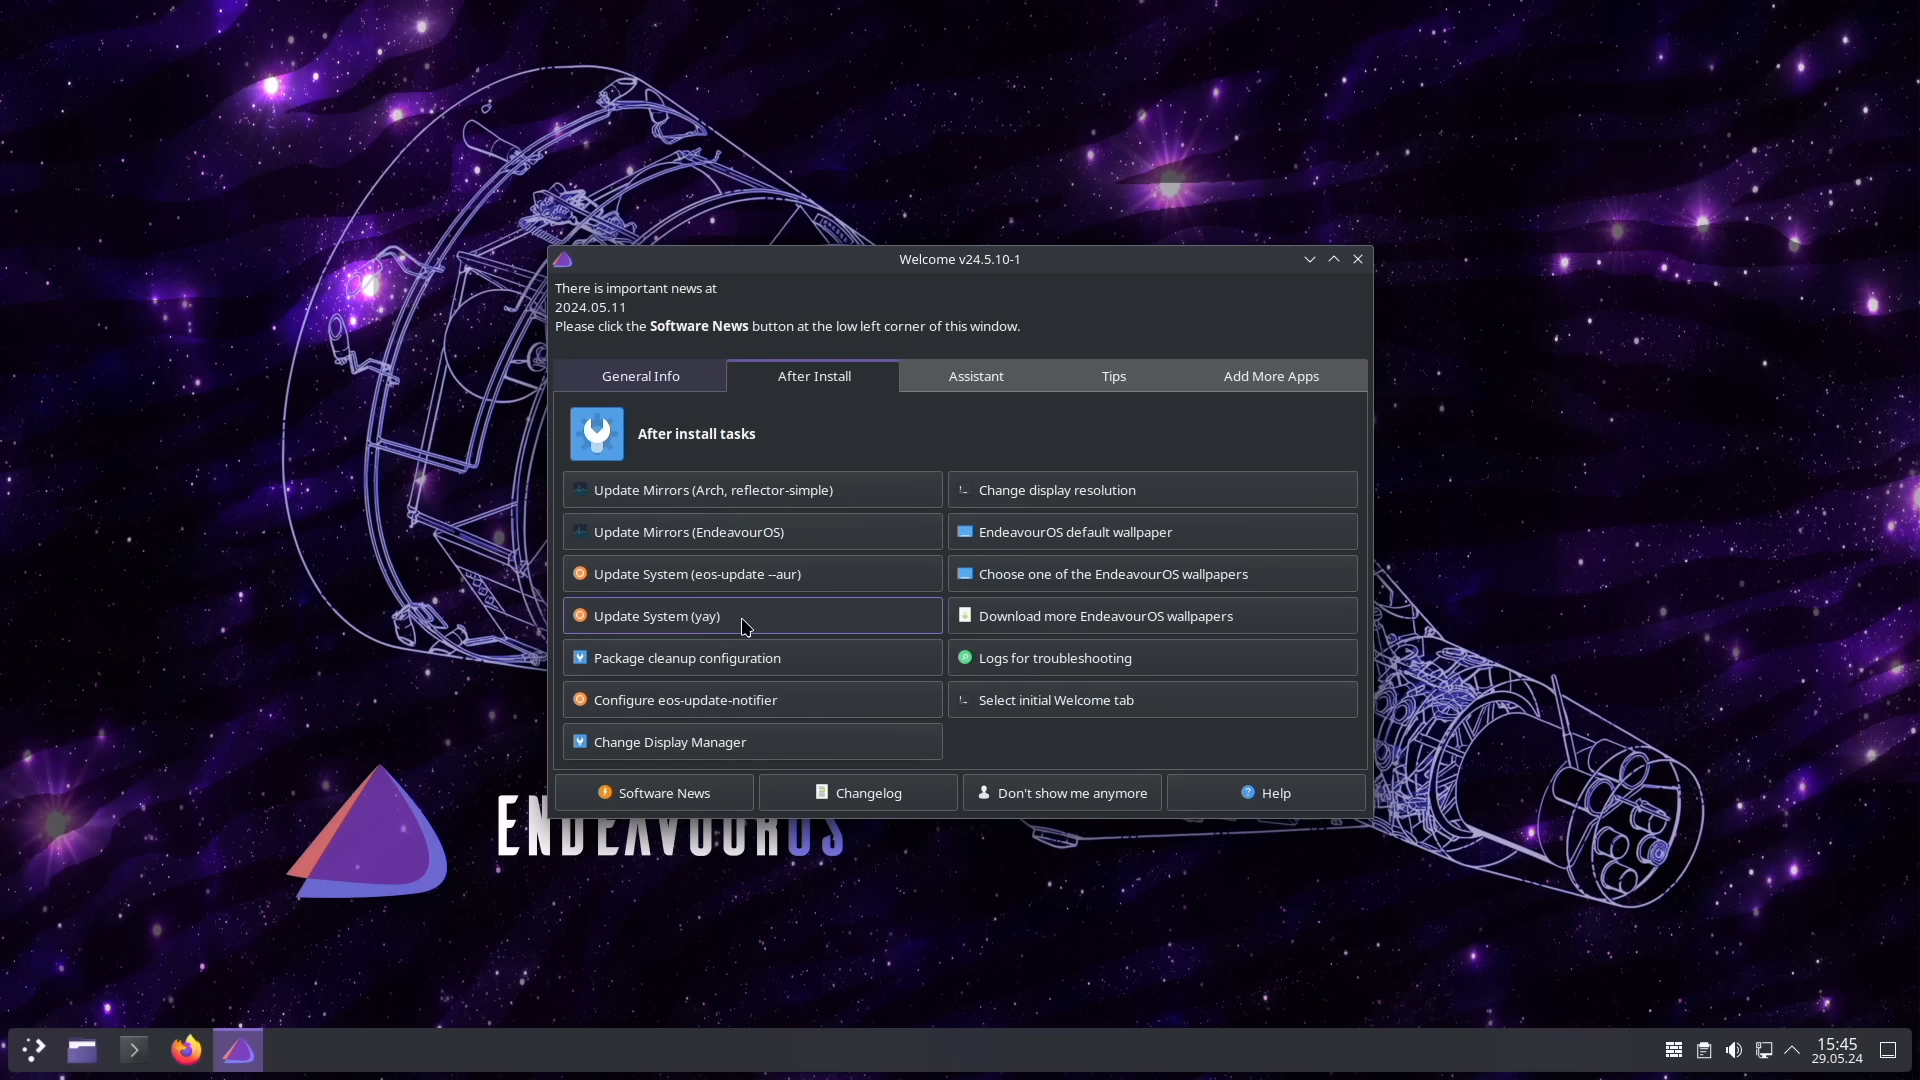 Welcome v24.5.10-1
There is important news at
2024.05.11
Please click the Software News button at the low left corner of this window.
General Info
After Install
Assistant
Tips
Add More Apps
After install tasks
Update Mirrors (Arch, reflector-simple)
Change display resolution
Update Mirrors (EndeavourOS)
EndeavourOS default wallpaper
Update System (eos-update --aur)
Choose one of the EndeavourOS wallpapers
Update System (yay)
Download more EndeavourOS wallpapers
Package cleanup configuration
Logs for troubleshooting
Configure eos-update-notifier
Select initial Welcome tab
Change Display Manager
Software News
Changelog
Don't show me anymore
Help
ENDEAVOUROS
15:45
29.05.24